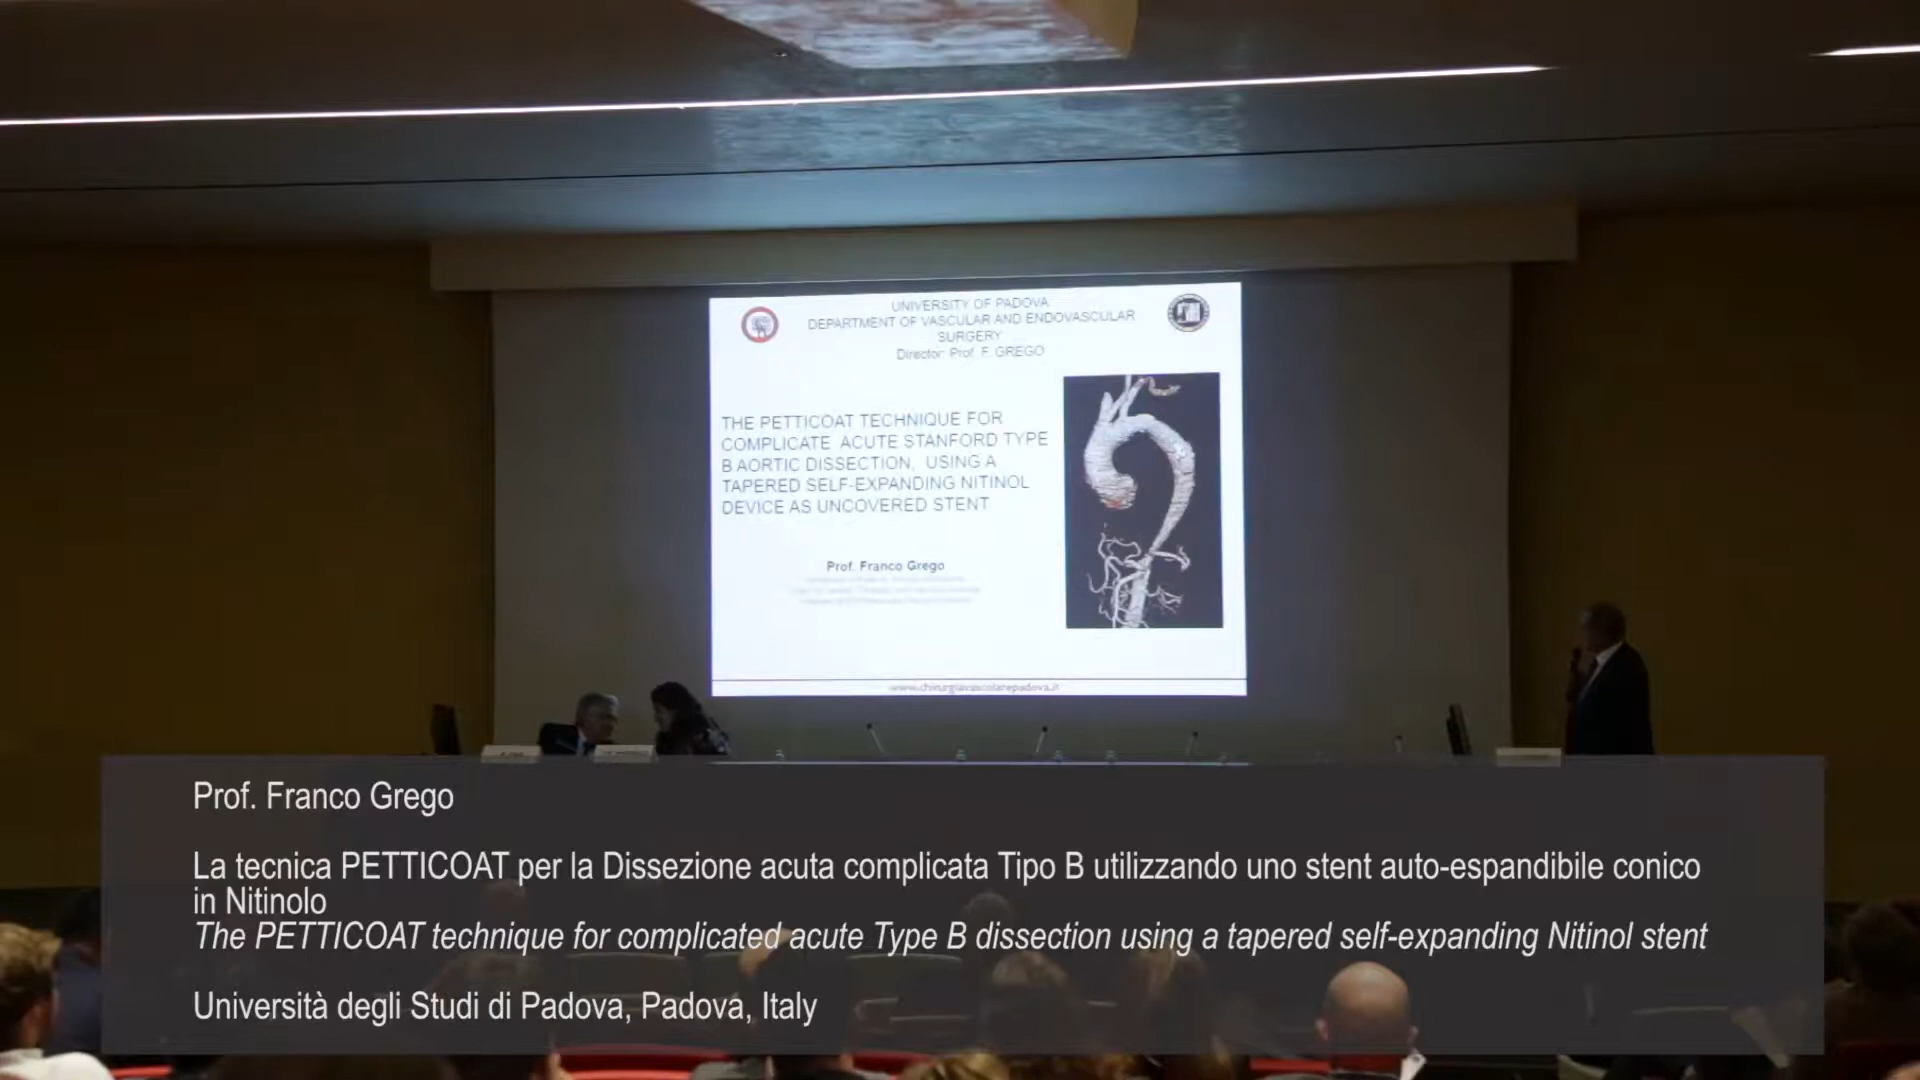 UNIVERSITY OF PADOVA
DEPARTMENT OF VASCULAR AND ENDOVASCULAR
SURGERY
Director: Prof. F. GREGO
THE PETTICOAT TECHNIQUE FOR
COMPLICATE ACUTE STANFORD TYPE
B AORTIC DISSECTION, USING A
TAPERED SELF-EXPANDING NITINOL
DEVICE AS UNCOVERED STENT
Prof. Franco Grego
www.chirurgiavascolarepadova.it
Prof. Franco Grego
La tecnica PETTICOAT per la Dissezione acuta complicata Tipo B utilizzando uno stent auto-espandibile conico
in Nitinolo
The PETTICOAT technique for complicated acute Type B dissection using a tapered self-expanding Nitinol stent
Università degli Studi di Padova, Padova, Italy